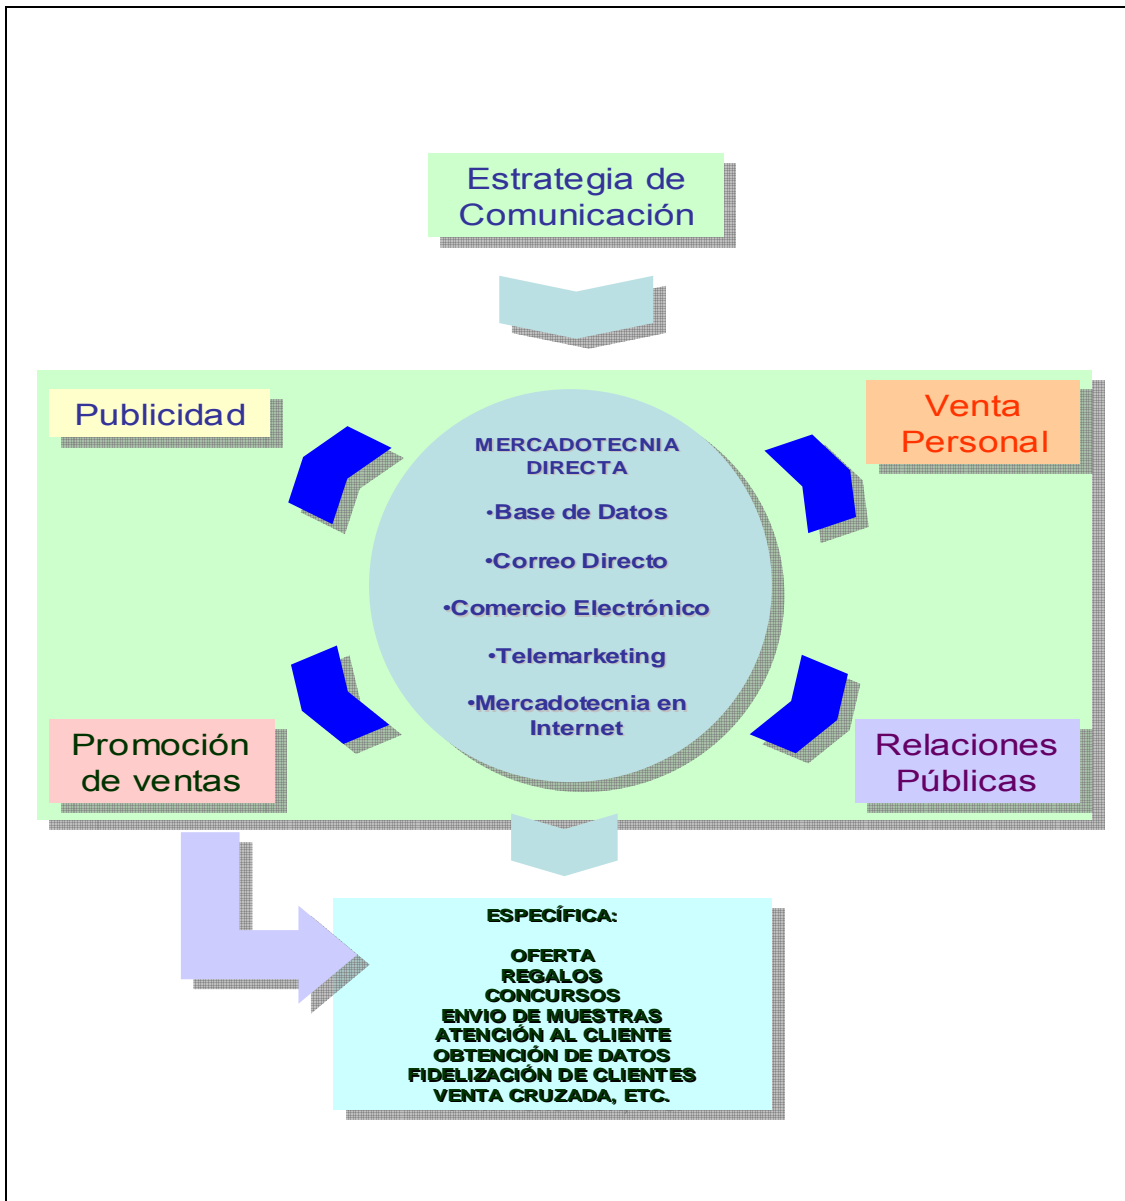 Estrategia de
Comunicación
Publicidad
Venta
Personal
MERCADOTECNIA
DIRECTA
•Base de Datos
•Correo Directo
•Comercio Electrónico
•Telemarketing
•Mercadotecnia en
Internet
Promoción
de ventas
Relaciones
Públicas
ESPECÍFICA:
OFERTA
REGALOS
CONCURSOS
ENVIO DE MUESTRAS
ATENCIÓN AL CLIENTE
OBTENCIÓN DE DATOS
FIDELIZACIÓN DE CLIENTES
VENTA CRUZADA, ETC.